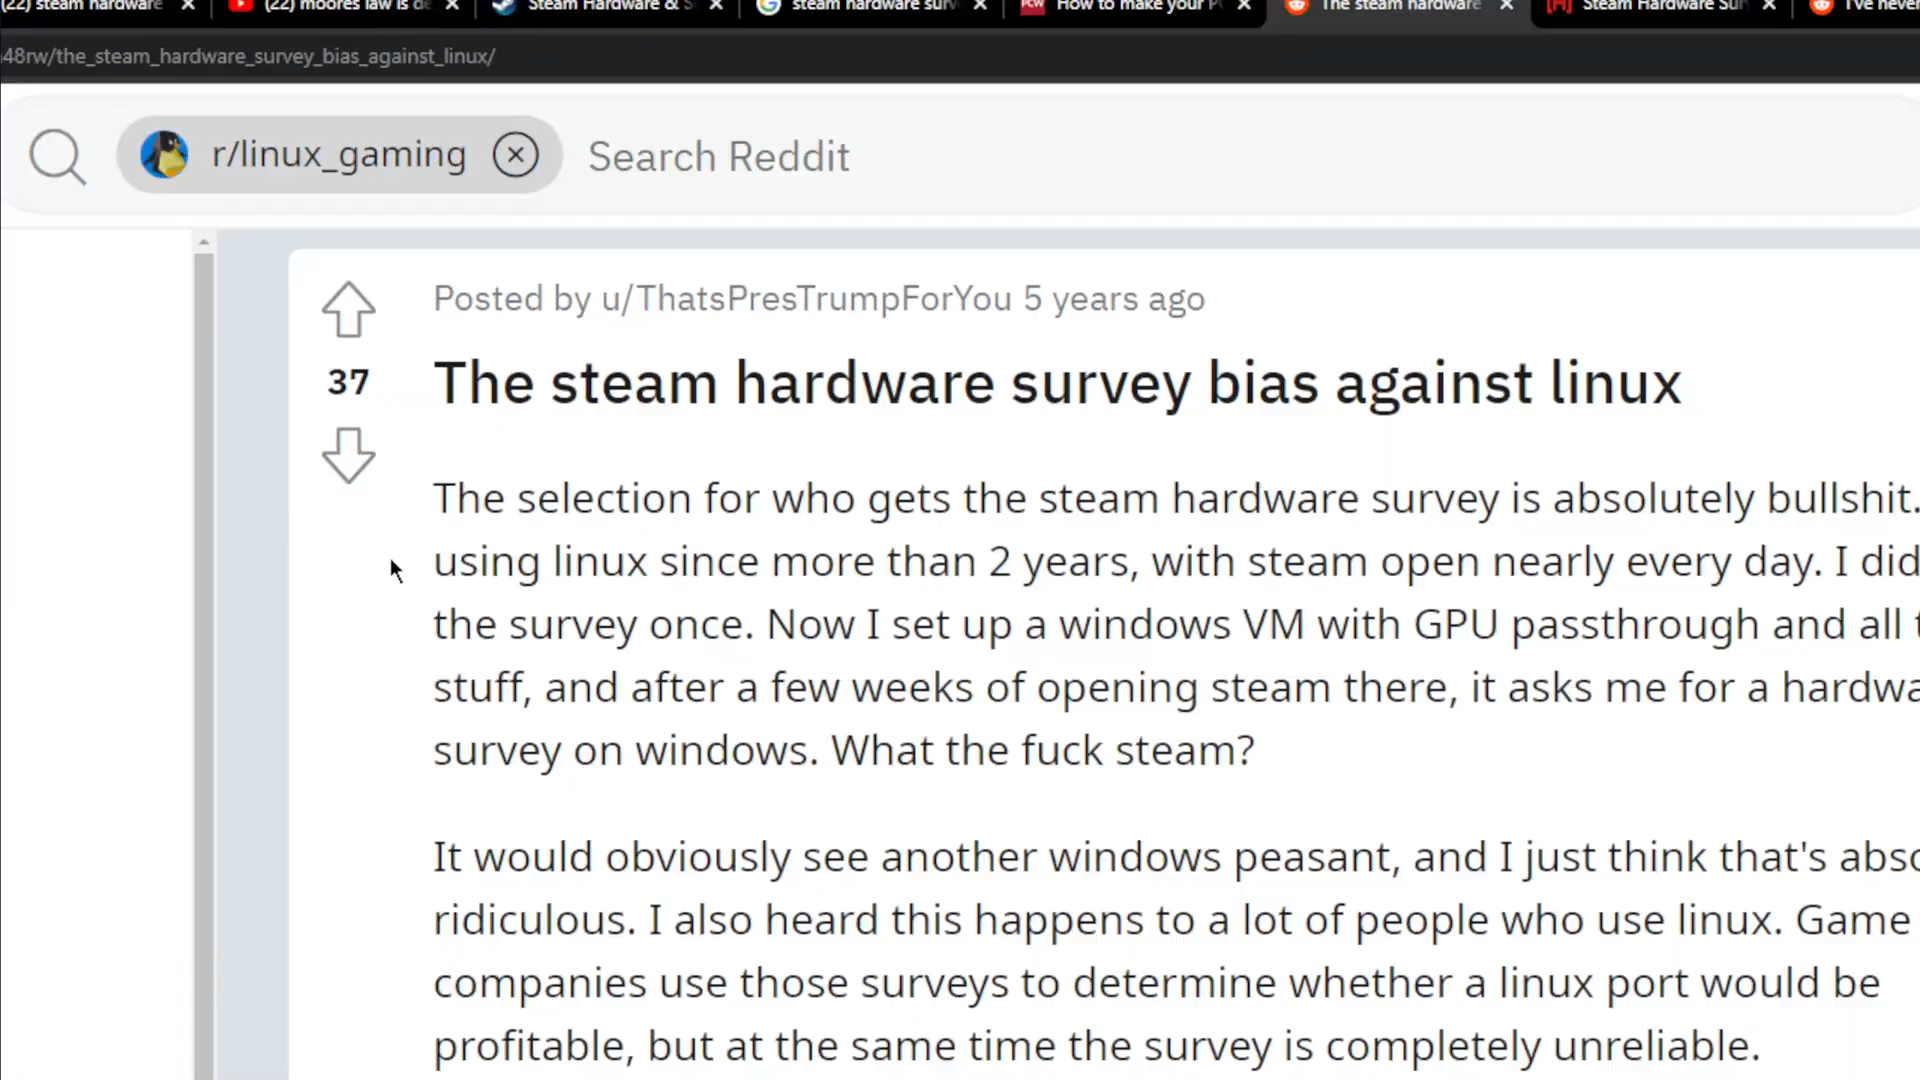 (22) steam hardware
(22) moores law is de
Steam Hardware & S
steam hardware surv
How to make your P
The steam hardware
Steam Hardware Sur
I've never
48rw/the_steam_hardware_survey_bias_against_linux/
r/linux_gaming
Search Reddit
Posted by u/ThatsPresTrumpForYou 5 years ago
37
The steam hardware survey bias against linux
The selection for who gets the steam hardware survey is absolutely bullshit.
using linux since more than 2 years, with steam open nearly every day. I did
the survey once. Now I set up a windows VM with GPU passthrough and all t
stuff, and after a few weeks of opening steam there, it asks me for a hardwa
survey on windows. What the fuck steam?
It would obviously see another windows peasant, and I just think that's abso
ridiculous. I also heard this happens to a lot of people who use linux. Game
companies use those surveys to determine whether a linux port would be
profitable, but at the same time the survey is completely unreliable.